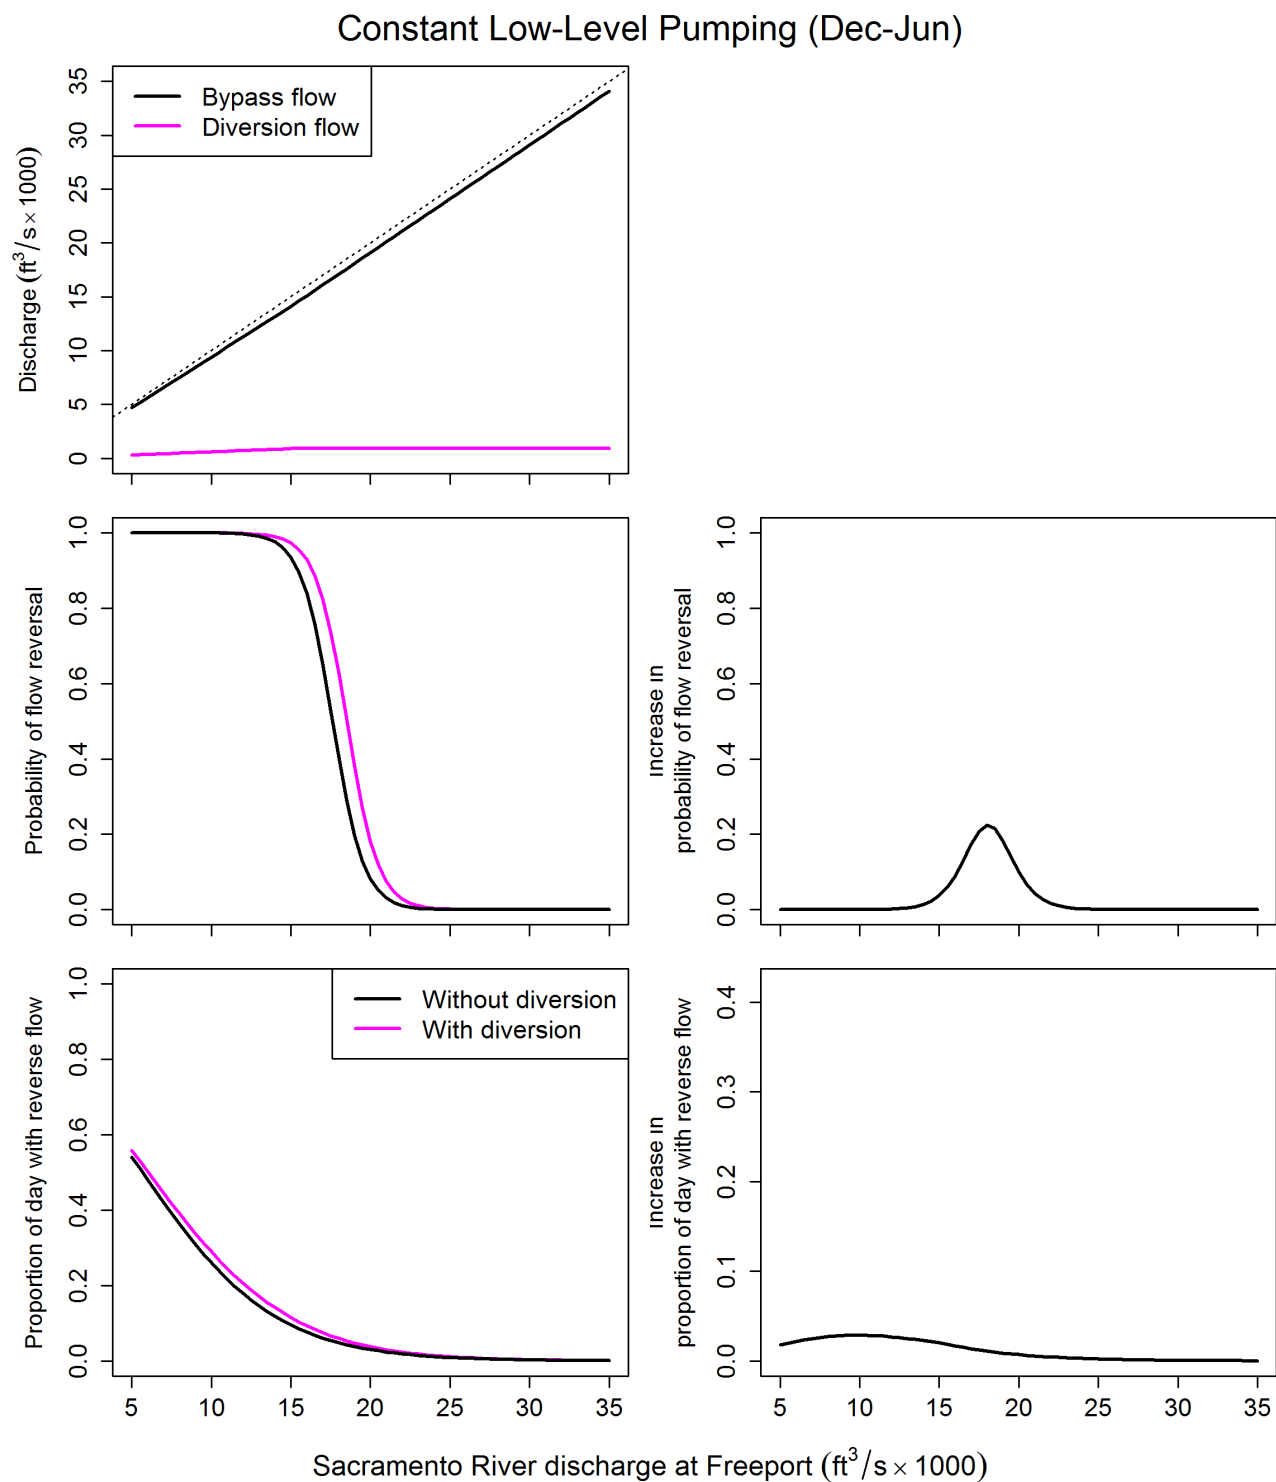 Constant Low-Level Pumping (Dec-Jun)
Discharge (ft³/s × 1000)
0 5 10 15 20 25 30 35
Bypass flow
Diversion flow
Probability of flow reversal
0.0 0.2 0.4 0.6 0.8 1.0
Increase in
probability of flow reversal
0.0 0.2 0.4 0.6 0.8 1.0
Proportion of day with reverse flow
0.0 0.2 0.4 0.6 0.8 1.0
Without diversion
With diversion
5 10 15 20 25 30 35
Increase in
proportion of day with reverse flow
0.0 0.1 0.2 0.3 0.4
5 10 15 20 25 30 35
Sacramento River discharge at Freeport (ft³/s × 1000)